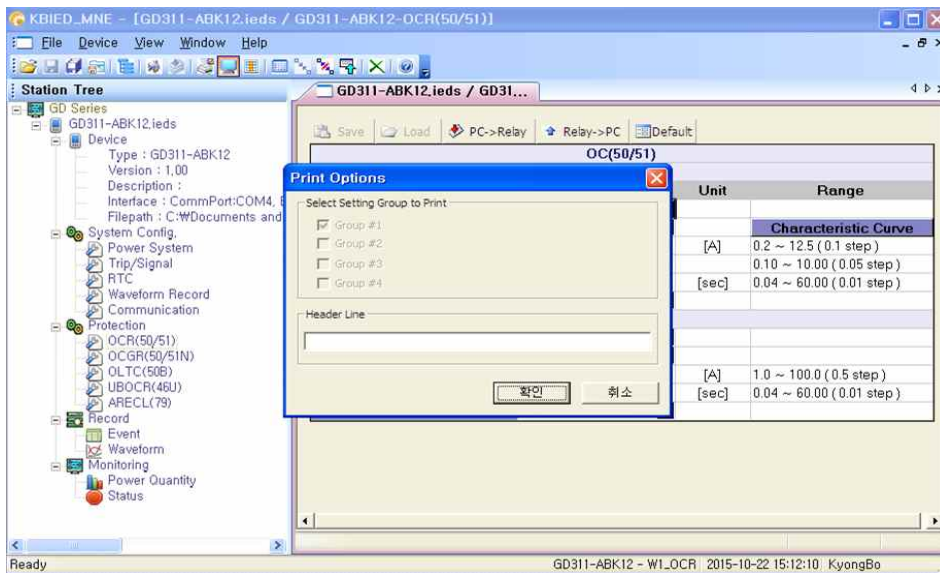 KBIED_MNE - [GD311-ABK12.ieds / GD311-ABK12-OCR(50/51)]
File Device View Window Help
Station Tree
GD Series
GD311-ABK12.ieds
Device
Type : GD311-ABK12
Version : 1.00
Description :
Interface : CommPort:COM4,
Filepath : C:₩Documents and
System Config.
Power System
Trip/Signal
RTC
Waveform Record
Communication
Protection
OCR(50/51)
OCGR(50/51N)
OLTC(50B)
UBOCR(46U)
ARECL(79)
Record
Event
Waveform
Monitoring
Power Quantity
Status
GD311-ABK12.ieds / GD31...
Save Load PC->Relay Relay->PC Default
OC(50/51)
Unit Range
Characteristic Curve
[A] 0.2 ~ 12.5 ( 0.1 step )
0.10 ~ 10.00 ( 0.05 step )
[sec] 0.04 ~ 60.00 ( 0.01 step )
[A] 1.0 ~ 100.0 ( 0.5 step )
[sec] 0.04 ~ 60.00 ( 0.01 step )
Print Options
Select Setting Group to Print
Group #1
Group #2
Group #3
Group #4
Header Line
확인 취소
Ready GD311-ABK12 - W1_OCR 2015-10-22 15:12:10 KyongBo